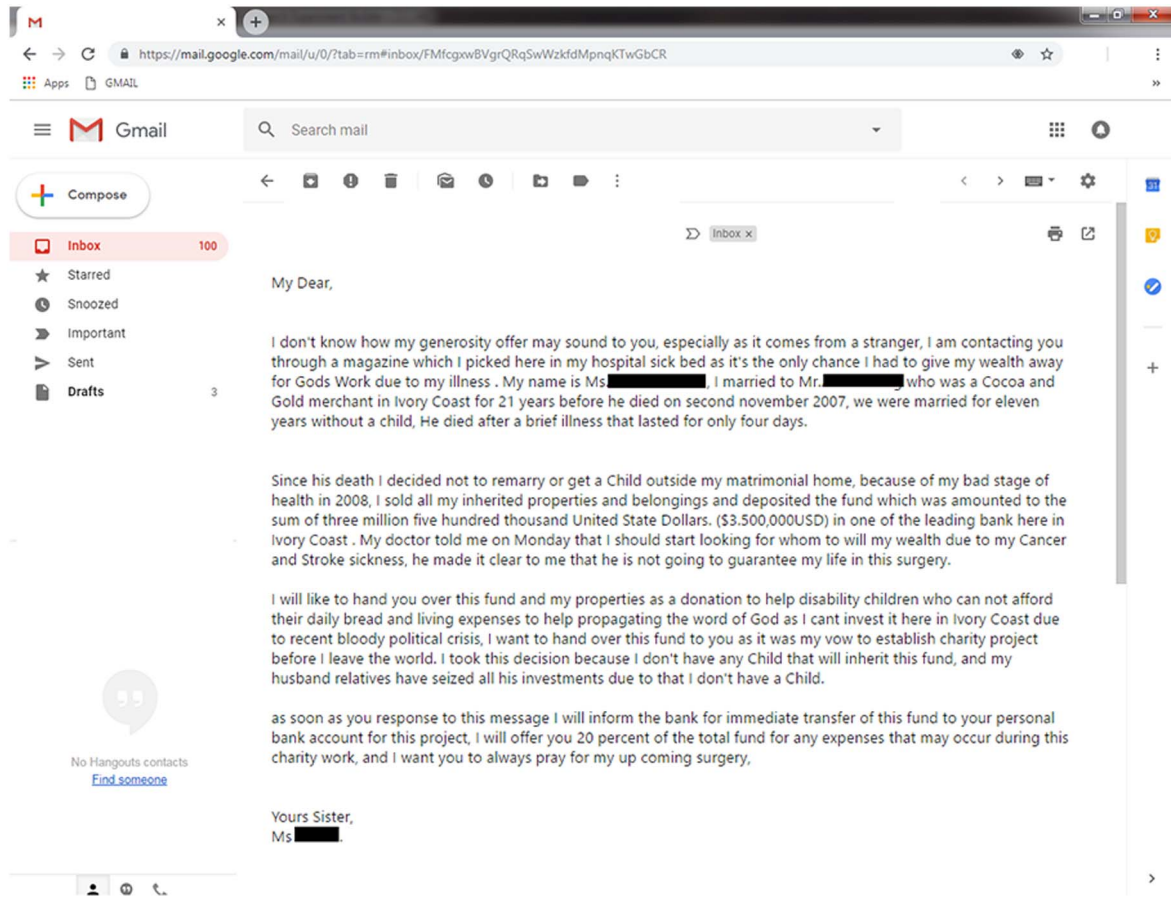 M × +
https://mail.google.com/mail/u/0/?tab=rm#inbox/FMfcgxwBVgrQRqSwWzkfdMpnqKTwGbCR
Apps GMAIL »
Gmail Search mail
Compose
Inbox 100
Starred
Snoozed
Important
Sent
Drafts 3
Inbox x
31
My Dear,
I don't know how my generosity offer may sound to you, especially as it comes from a stranger, I am contacting you
through a magazine which I picked here in my hospital sick bed as it's the only chance I had to give my wealth away
for Gods Work due to my illness . My name is Ms. , I married to Mr. who was a Cocoa and
Gold merchant in Ivory Coast for 21 years before he died on second november 2007, we were married for eleven
years without a child, He died after a brief illness that lasted for only four days.
Since his death I decided not to remarry or get a Child outside my matrimonial home, because of my bad stage of
health in 2008, I sold all my inherited properties and belongings and deposited the fund which was amounted to the
sum of three million five hundred thousand United State Dollars. ($3.500,000USD) in one of the leading bank here in
Ivory Coast . My doctor told me on Monday that I should start looking for whom to will my wealth due to my Cancer
and Stroke sickness, he made it clear to me that he is not going to guarantee my life in this surgery.
I will like to hand you over this fund and my properties as a donation to help disability children who can not afford
their daily bread and living expenses to help propagating the word of God as I cant invest it here in Ivory Coast due
to recent bloody political crisis, I want to hand over this fund to you as it was my vow to establish charity project
before I leave the world. I took this decision because I don't have any Child that will inherit this fund, and my
husband relatives have seized all his investments due to that I don't have a Child.
as soon as you response to this message I will inform the bank for immediate transfer of this fund to your personal
bank account for this project, I will offer you 20 percent of the total fund for any expenses that may occur during this
charity work, and I want you to always pray for my up coming surgery,
Yours Sister,
Ms .
No Hangouts contacts
Find someone